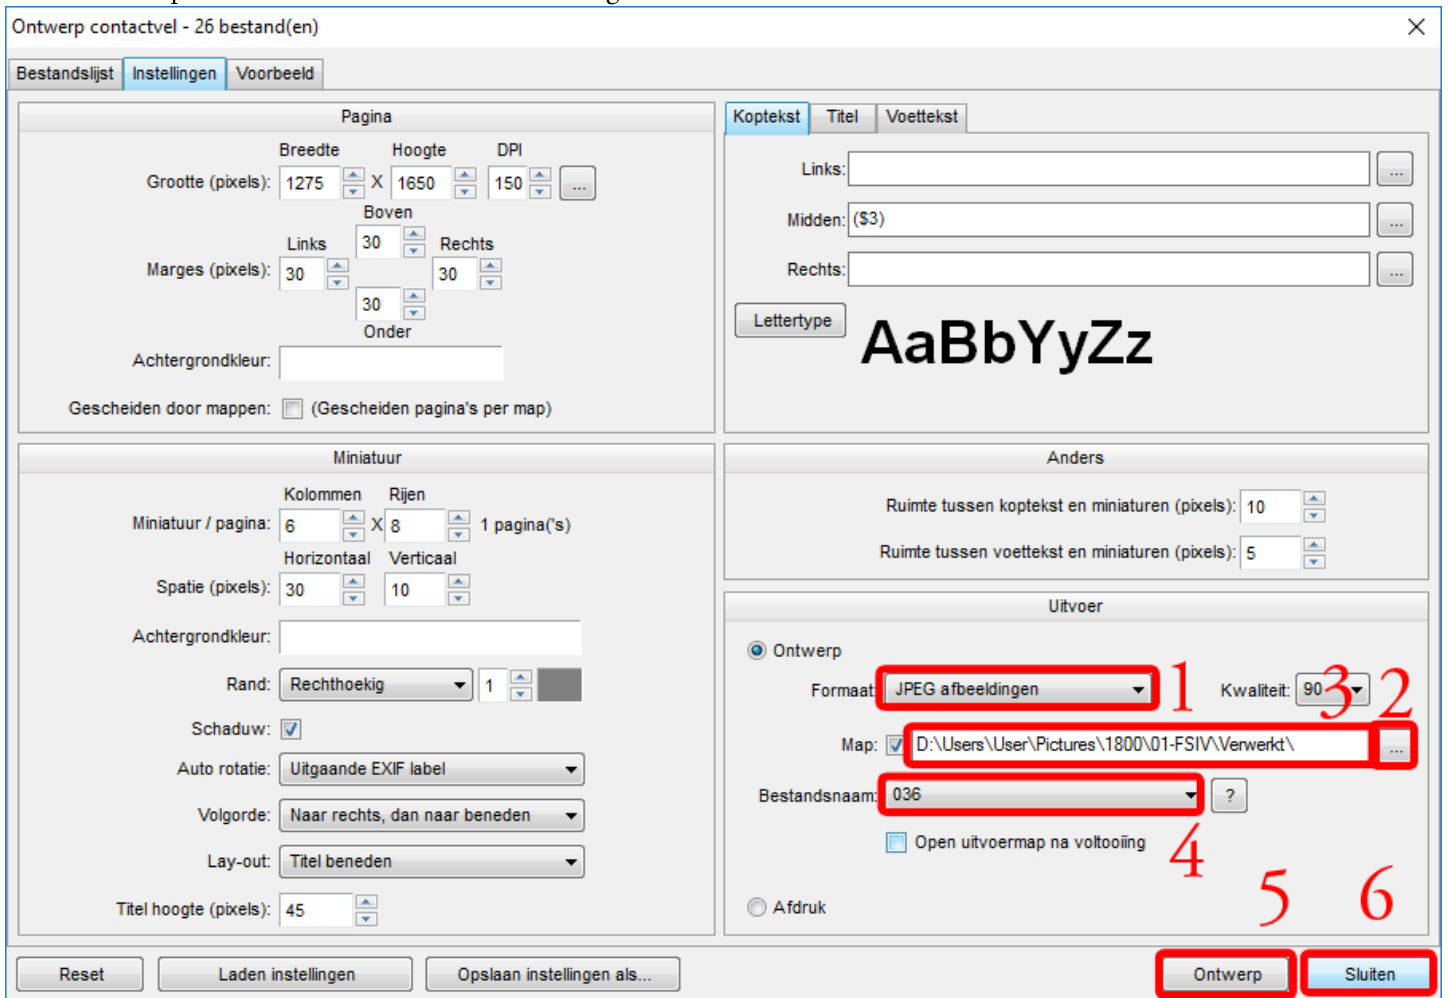 Ontwerp contactvel - 26 bestand(en)
Bestandslijst Instellingen Voorbeeld
Pagina
Breedte Hoogte DPI
Grootte (pixels): 1275 X 1650 150 ...
Boven
Links 30 Rechts
Marges (pixels): 30 30
30
Onder
Achtergrondkleur:
Gescheiden door mappen: (Gescheiden pagina's per map)
Miniatuur
Kolommen Rijen
Miniatuur / pagina: 6 X 8 1 pagina('s)
Horizontaal Verticaal
Spatie (pixels): 30 10
Achtergrondkleur:
Rand: Rechthoekig 1
Schaduw:
Auto rotatie: Uitgaande EXIF label
Volgorde: Naar rechts, dan naar beneden
Lay-out: Titel beneden
Titel hoogte (pixels): 45
Koptekst Titel Voettekst
Links: ...
Midden: ($3) ...
Rechts: ...
Lettertype AaBbYyZz
Anders
Ruimte tussen koptekst en miniaturen (pixels): 10
Ruimte tussen voettekst en miniaturen (pixels): 5
Uitvoer
Ontwerp
Formaat: JPEG afbeeldingen 1 Kwaliteit: 90 3 2
Map: D:\Users\User\Pictures\1800\01-FSIV\Verwerkt\ ...
Bestandsnaam: 036 ?
Open uitvoermap na voltooiïng 4
Afdruk 5 6
Reset Laden instellingen Opslaan instellingen als... Ontwerp Sluiten